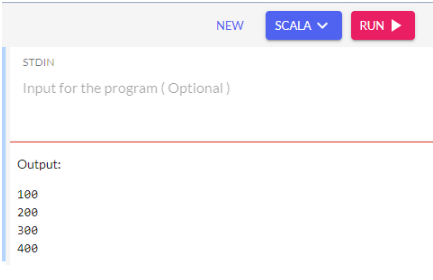 NEW SCALA RUN
STDIN
Input for the program ( Optional )
Output:
100
200
300
400